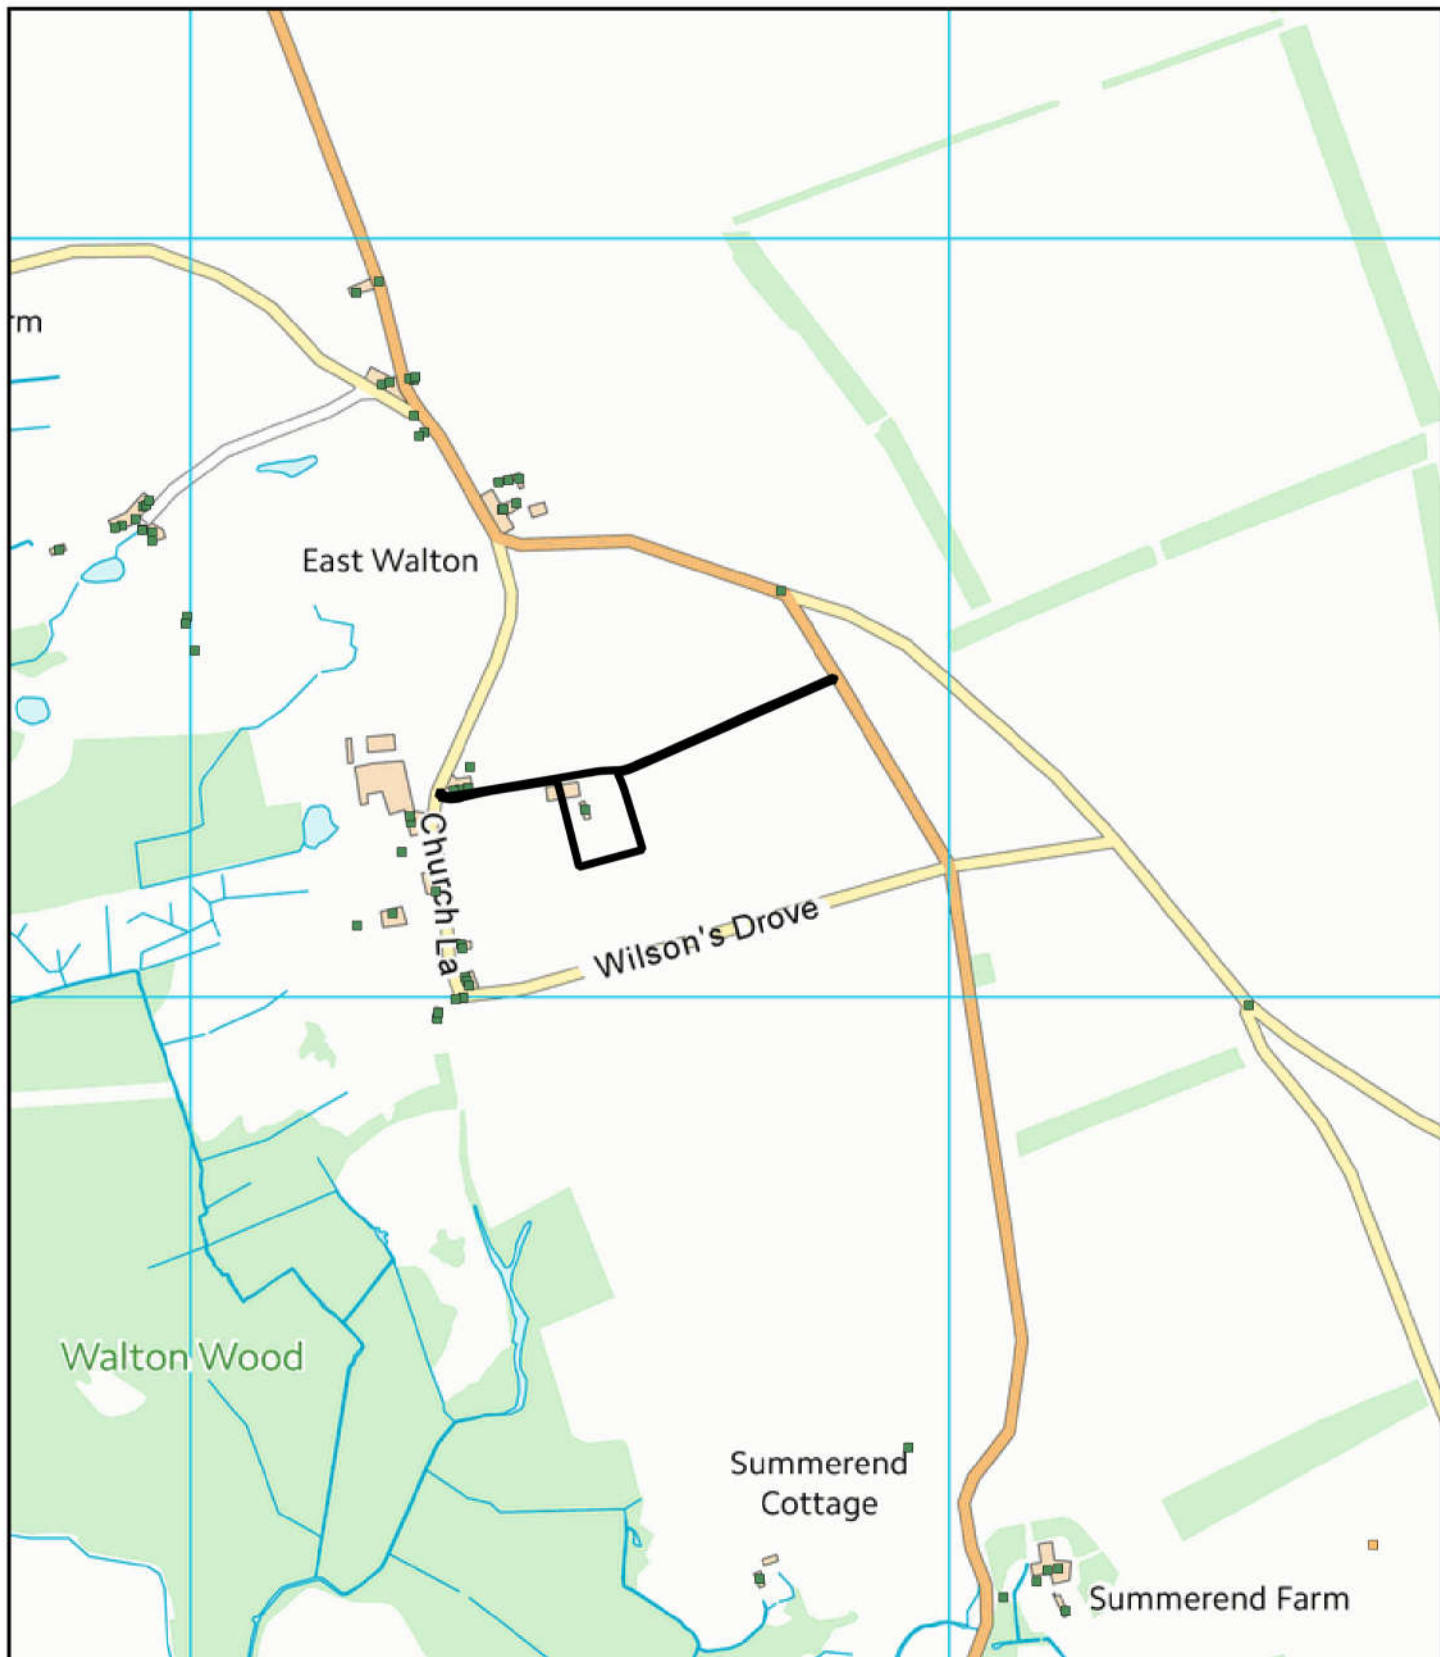 rm
East Walton
Church La
Wilson's Drove
Walton Wood
Summerend
Cottage
Summerend Farm